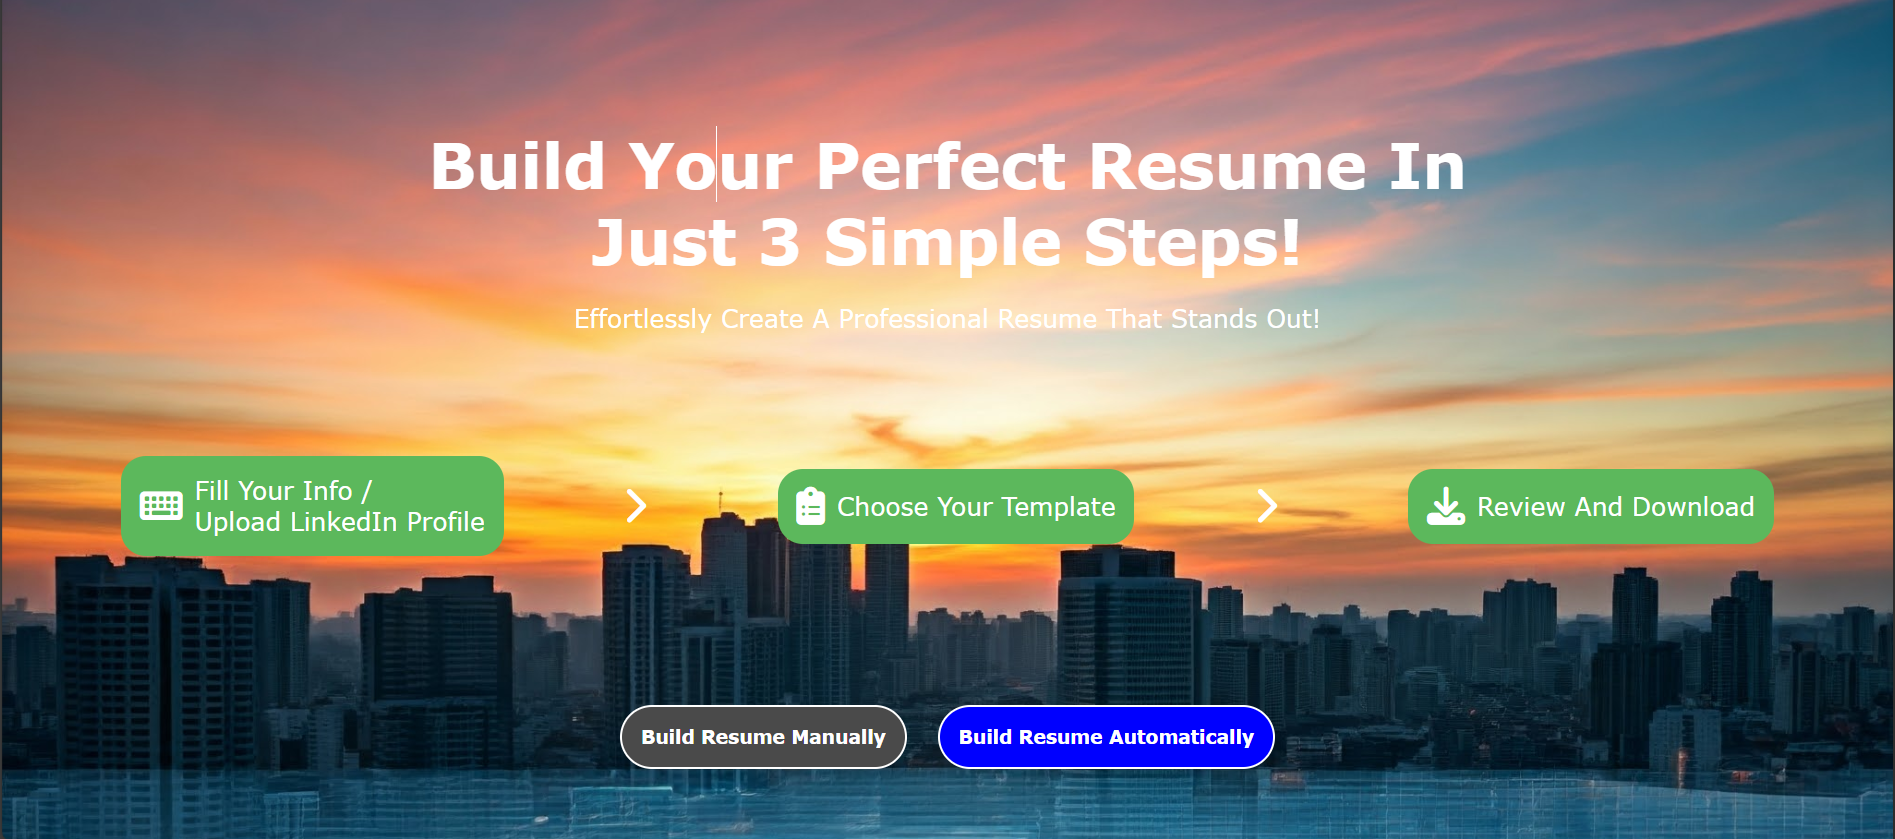 Build Your Perfect Resume In
Just 3 Simple Steps!
Effortlessly Create A Professional Resume That Stands Out!
Fill Your Info /
Upload LinkedIn Profile
Choose Your Template
Review And Download
Build Resume Manually
Build Resume Automatically